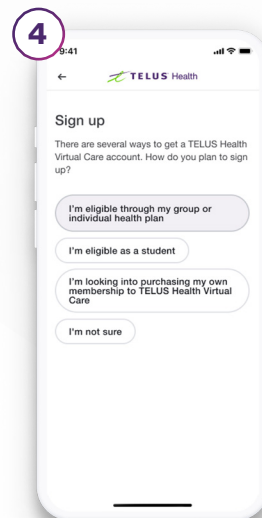 4
9:41
TELUS Health
Sign up
There are several ways to get a TELUS Health
Virtual Care account. How do you plan to sign
up?
I'm eligible through my group or
individual health plan
I'm eligible as a student
I'm looking into purchasing my own
membership to TELUS Health Virtual
Care
I'm not sure